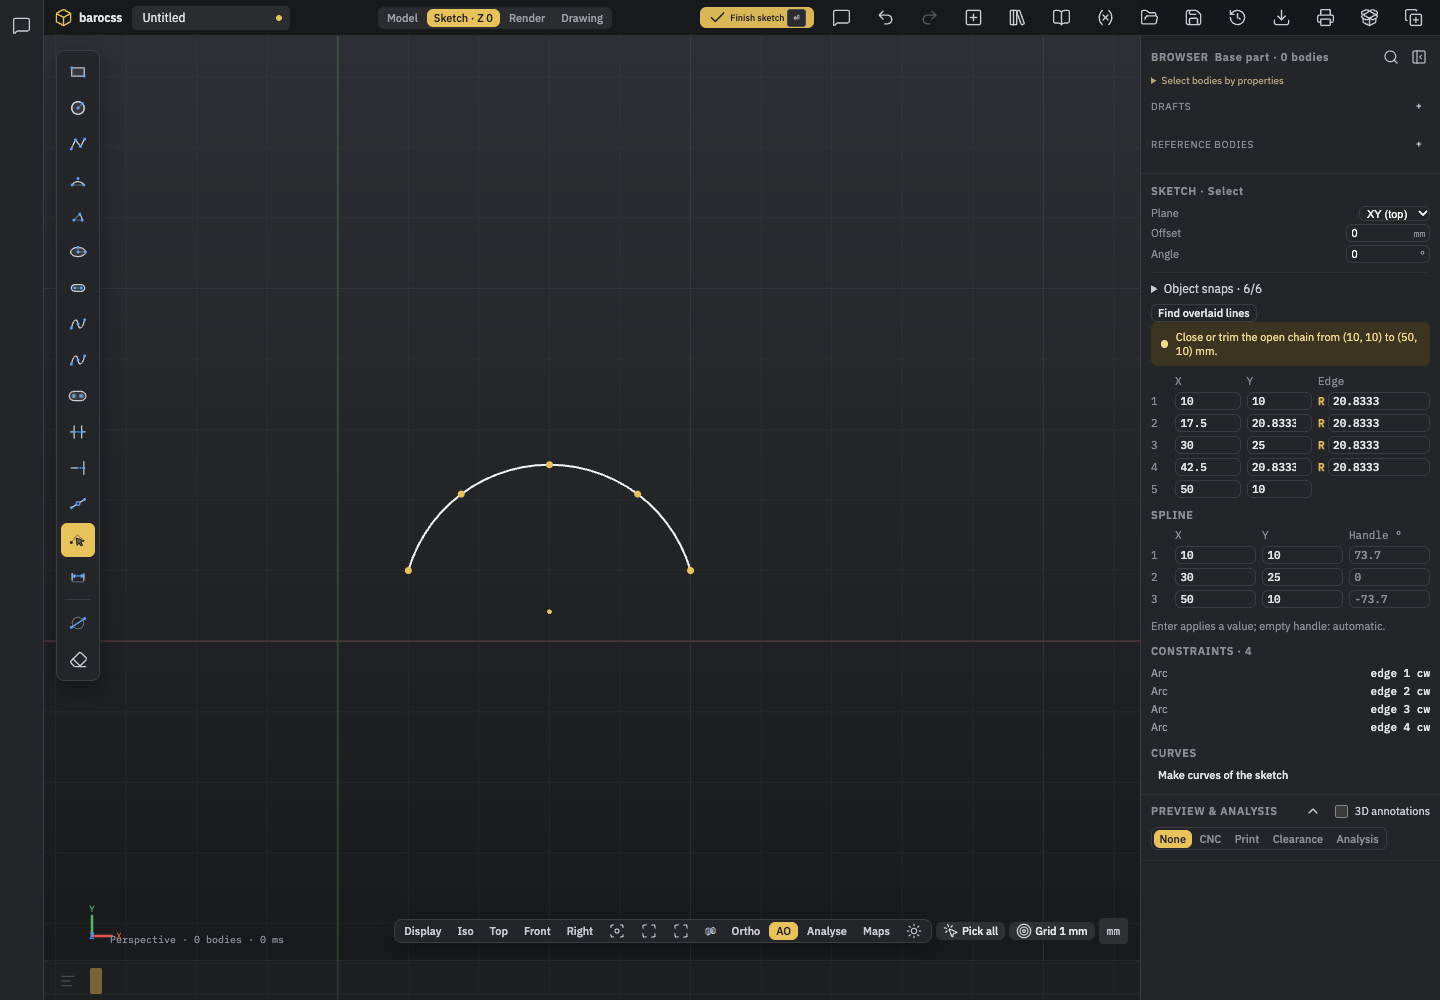 barocss
Untitled
Model
Sketch · Z 0
Render
Drawing
Finish sketch
BROWSER Base part · 0 bodies
Select bodies by properties
DRAFTS
+
REFERENCE BODIES
+
SKETCH · Select
Plane XY (top)
Offset 0 mm
Angle 0 °
Object snaps · 6/6
Find overlaid lines
Close or trim the open chain from (10, 10) to (50,
10) mm.
X Y Edge
1 10 10 R 20.8333
2 17.5 20.8333 R 20.8333
3 30 25 R 20.8333
4 42.5 20.8333 R 20.8333
5 50 10
SPLINE
X Y Handle °
1 10 10 73.7
2 30 25 0
3 50 10 -73.7
Enter applies a value; empty handle: automatic.
CONSTRAINTS · 4
Arc edge 1 cw
Arc edge 2 cw
Arc edge 3 cw
Arc edge 4 cw
CURVES
Make curves of the sketch
PREVIEW & ANALYSIS 3D annotations
None CNC Print Clearance Analysis
Y
X
Z
Perspective · 0 bodies · 0 ms
Display Iso Top Front Right Ortho AO Analyse Maps
Pick all
Grid 1 mm
mm